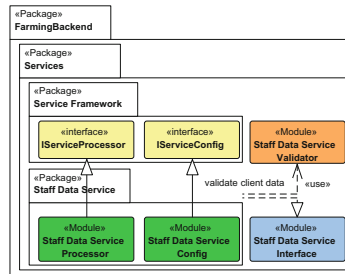 «Package»
FarmingBackend
«Package»
Services
«Package»
Service Framework
«interface»
IServiceProcessor
«interface»
IServiceConfig
«Module»
Staff Data Service
Validator
«Package»
Staff Data Service
validate client data
«use»
«Module»
Staff Data Service
Processor
«Module»
Staff Data Service
Config
«Module»
Staff Data Service
Interface